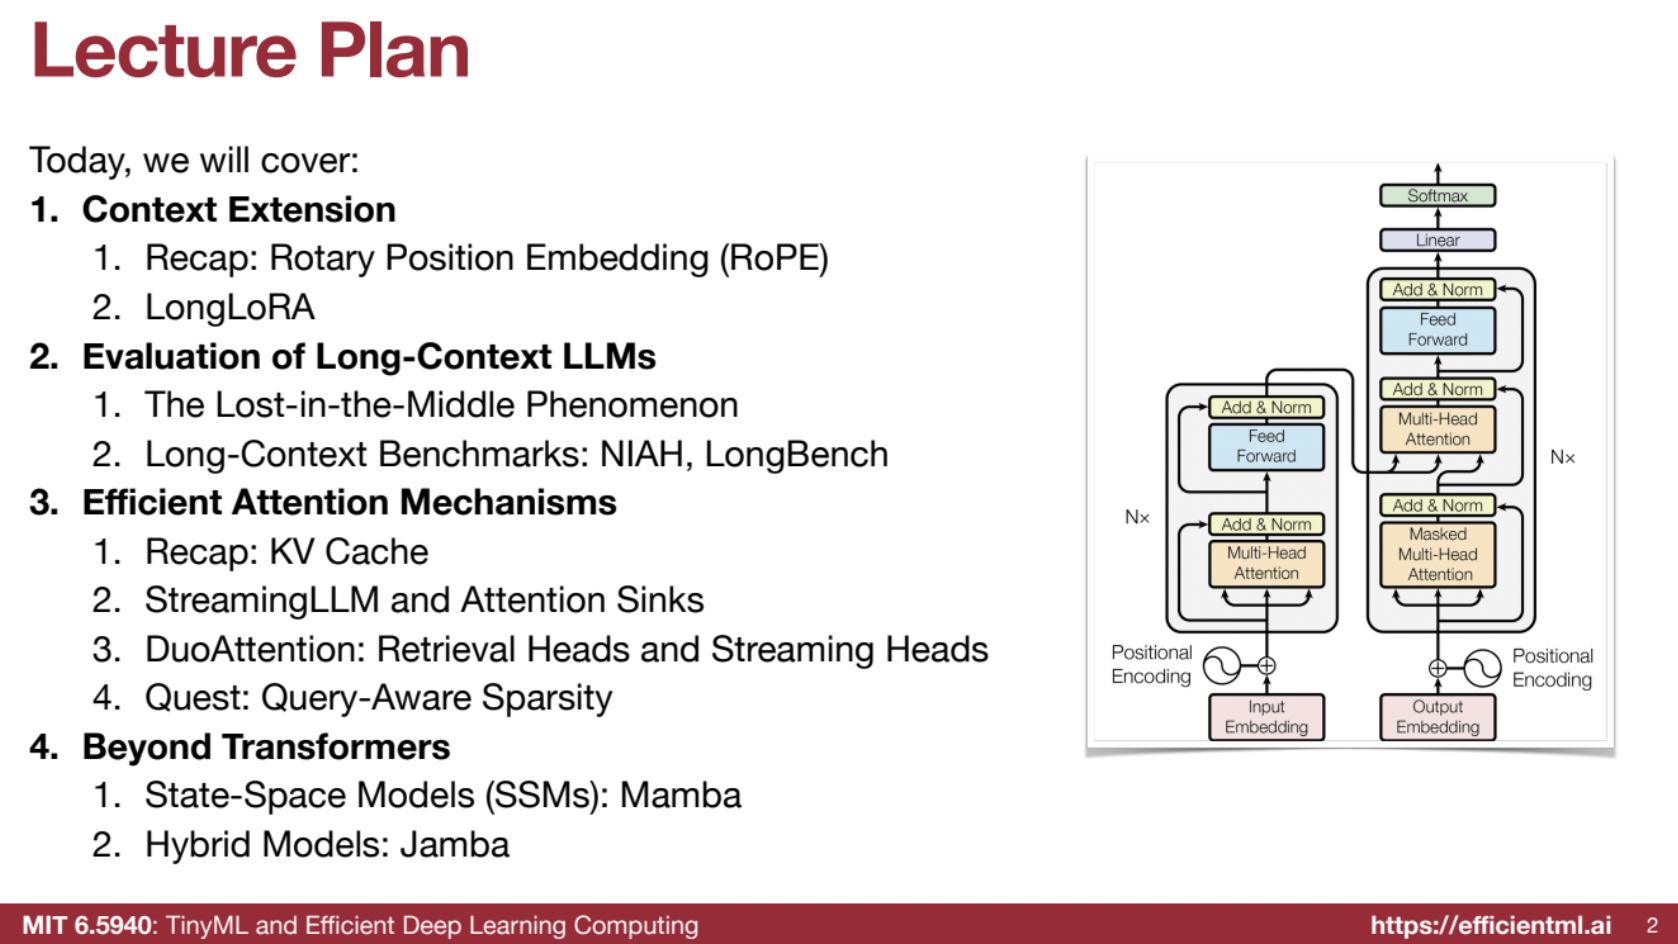 Lecture Plan
Today, we will cover:
1. Context Extension
1. Recap: Rotary Position Embedding (RoPE)
2. LongLoRA
2. Evaluation of Long-Context LLMs
1. The Lost-in-the-Middle Phenomenon
2. Long-Context Benchmarks: NIAH, LongBench
3. Efficient Attention Mechanisms
1. Recap: KV Cache
2. StreamingLLM and Attention Sinks
3. DuoAttention: Retrieval Heads and Streaming Heads
4. Quest: Query-Aware Sparsity
4. Beyond Transformers
1. State-Space Models (SSMs): Mamba
2. Hybrid Models: Jamba
Softmax
Linear
Add & Norm
Feed
Forward
Add & Norm
Multi-Head
Attention
Add & Norm
Masked
Multi-Head
Attention
N×
Add & Norm
Feed
Forward
Add & Norm
Multi-Head
Attention
N×
Positional
Encoding
Positional
Encoding
Input
Embedding
Output
Embedding
MIT 6.5940: TinyML and Efficient Deep Learning Computing
https://efficientml.ai
2